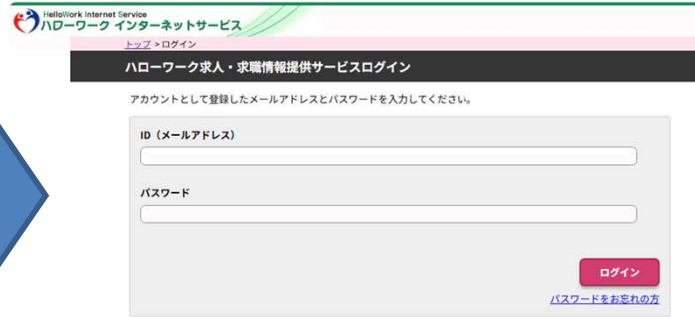 HelloWork Internet Service
ハローワーク インターネットサービス
トップ > ログイン
ハローワーク求人・求職情報提供サービスログイン
アカウントとして登録したメールアドレスとパスワードを入力してください。
ID（メールアドレス）
パスワード
ログイン
パスワードをお忘れの方